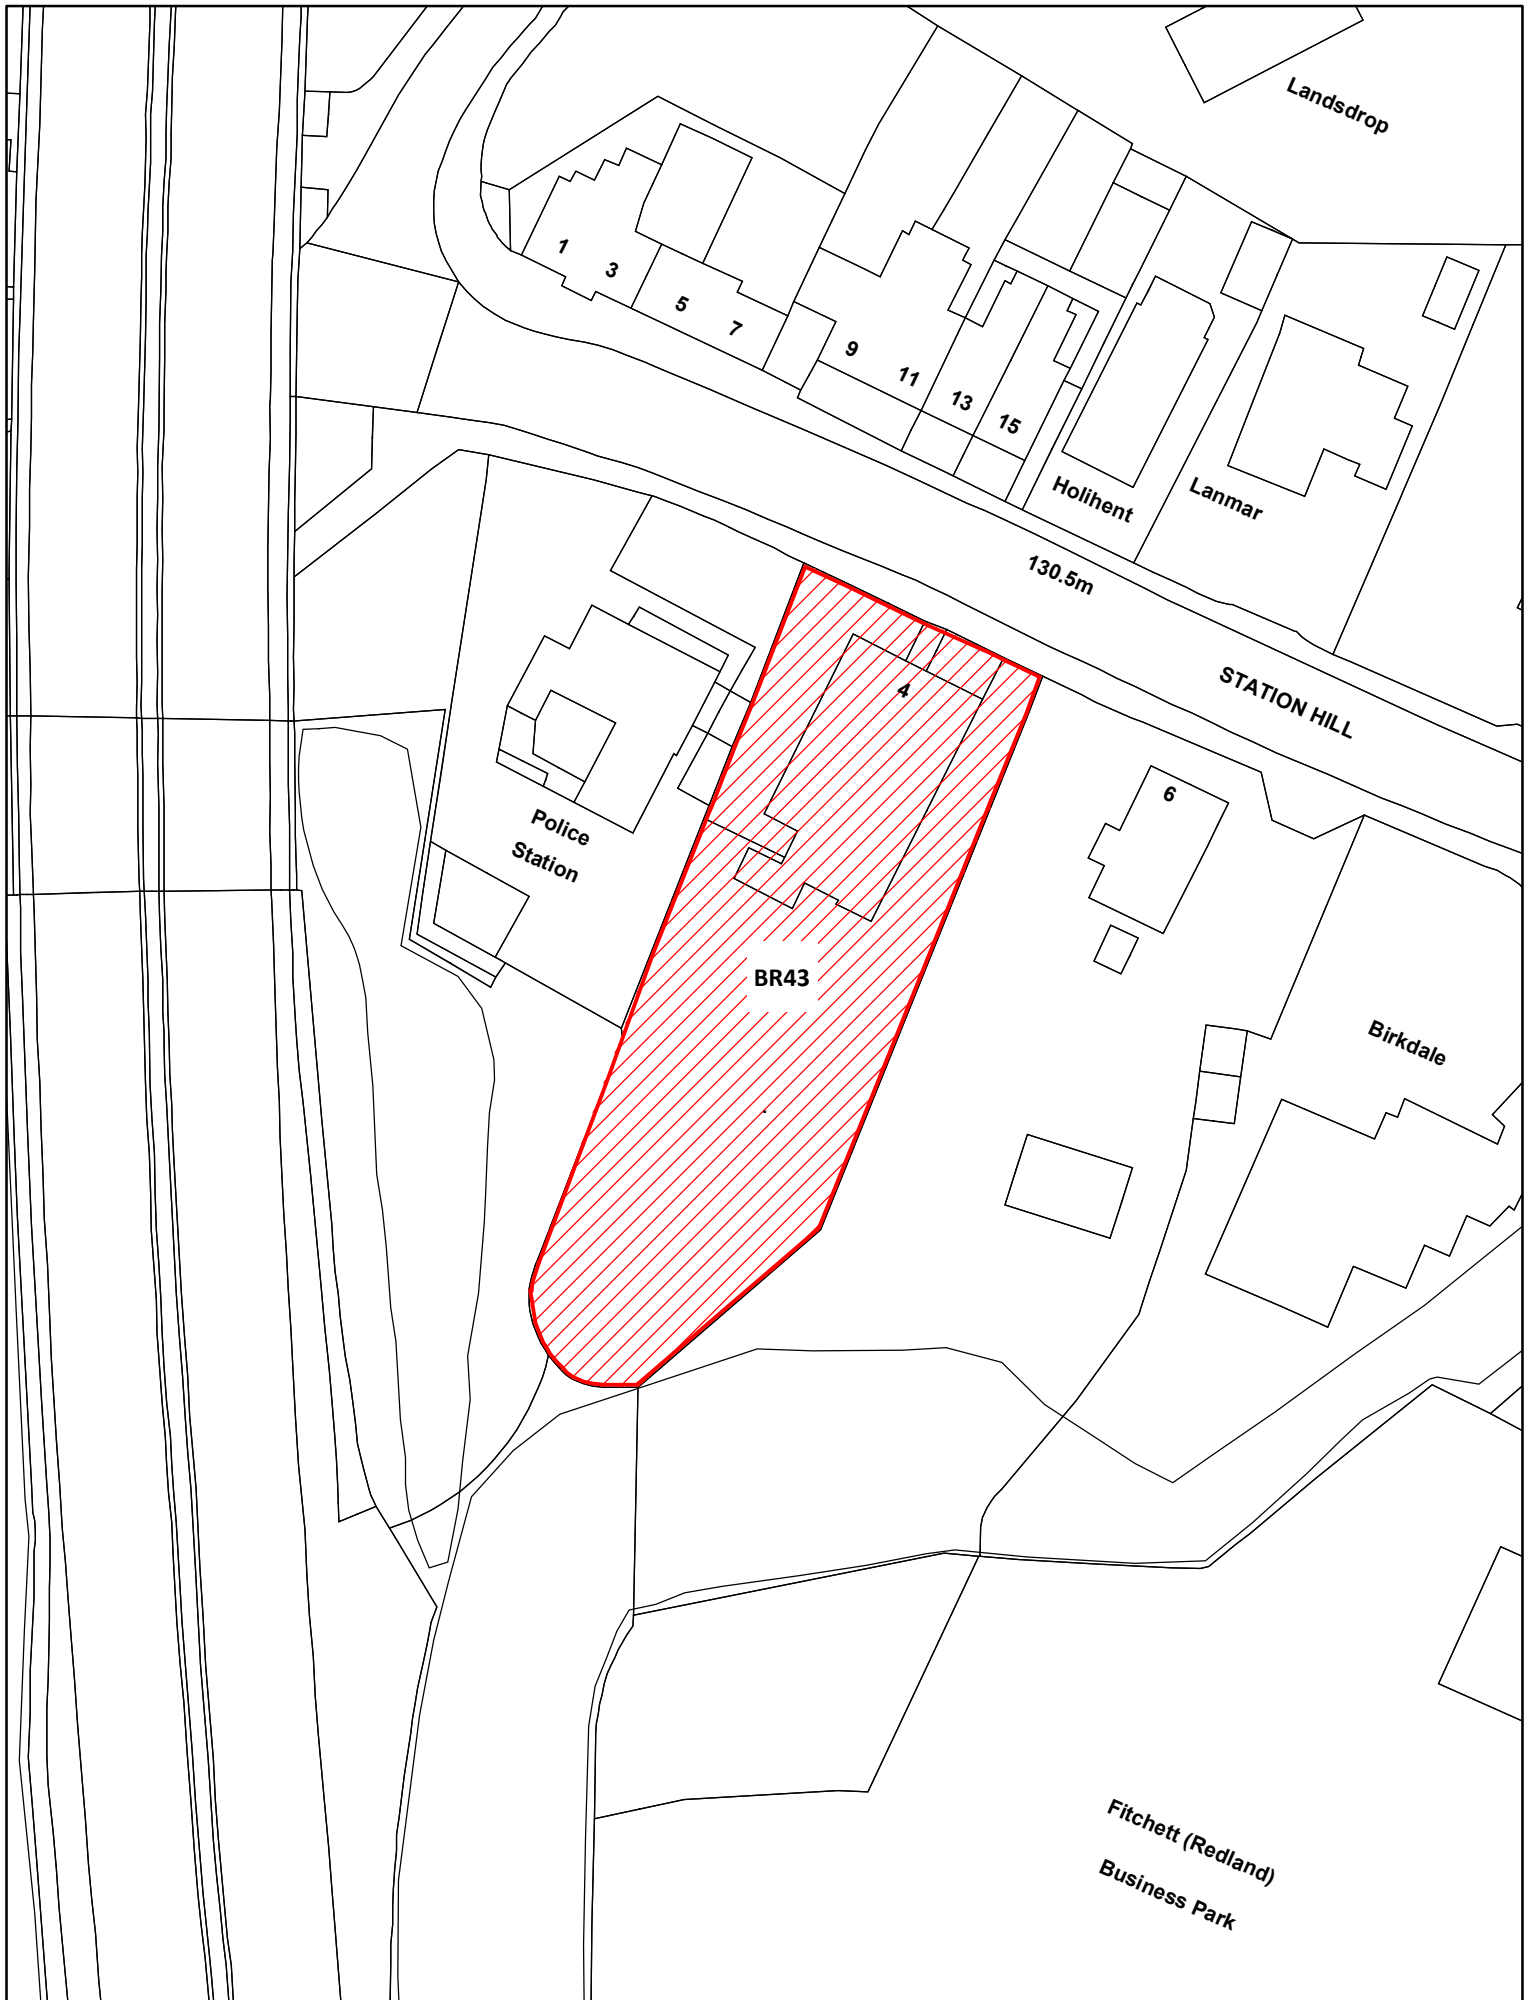 Landsdrop
1
3
5
7
9
11
13
15
Holihent
Lanmar
130.5m
STATION HILL
4
6
Police
Station
BR43
Birkdale
Fitchett (Redland)
Business Park